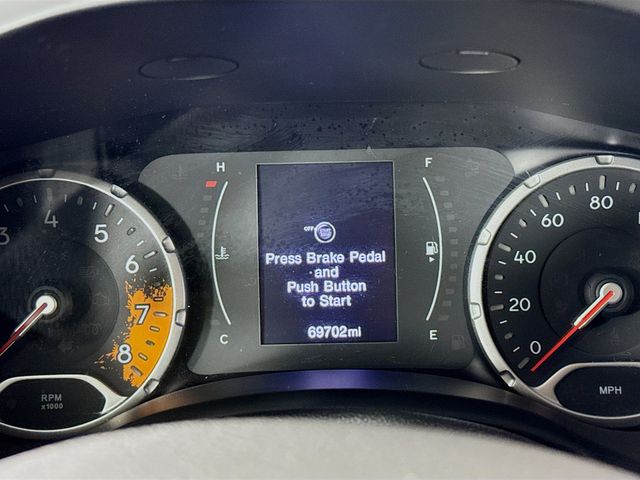 H
F
OFF
Press Brake Pedal
and
Push Button
to Start
69702mi
C
E
3
4
5
6
7
8
RPM
x1000
0
20
40
60
80
MPH